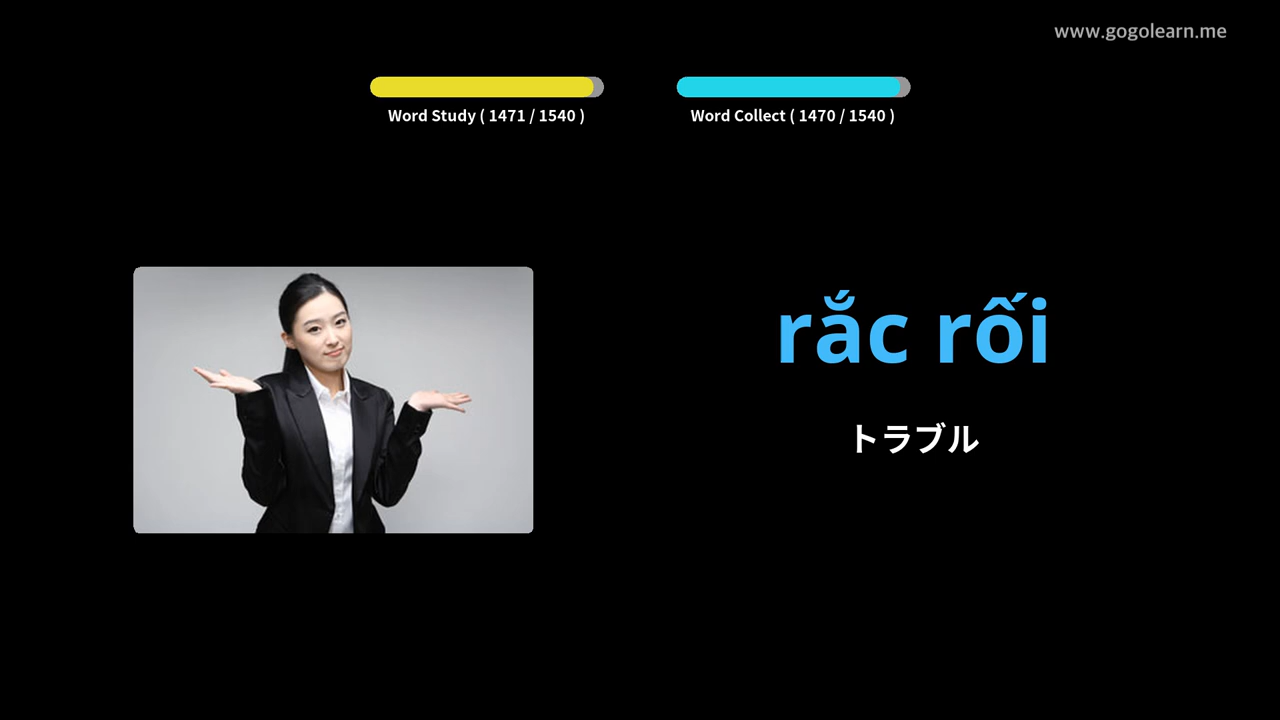 www.gogolearn.me
Word Study ( 1471 / 1540 )
Word Collect ( 1470 / 1540 )
rắc rối
トラブル